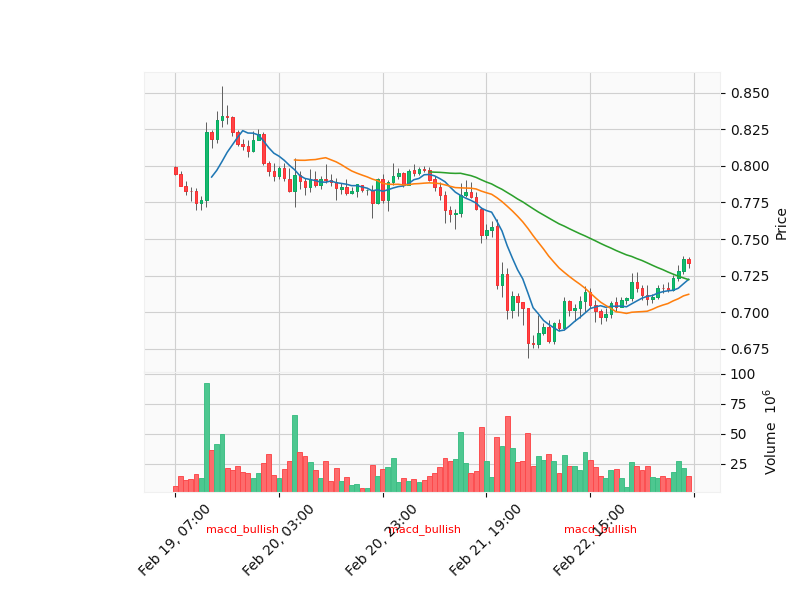 0.850
0.825
0.800
0.775
0.750
0.725
0.700
0.675
Price
100
75
50
25
Volume 10^6
Feb 19, 07:00
Feb 20, 03:00
Feb 20, 23:00
Feb 21, 19:00
Feb 22, 15:00
macd_bullish
macd_bullish
macd_bullish